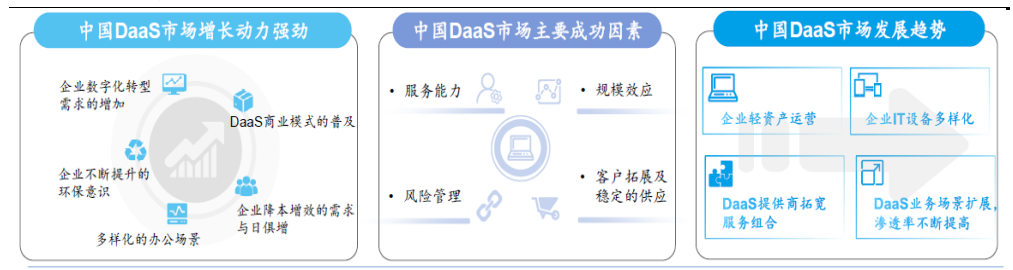 中国DaaS市场增长动力强劲
企业数字化转型
需求的增加
DaaS商业模式的普及
企业不断提升的
环保意识
企业降本增效的需求
与日俱增
多样化的办公场景
中国DaaS市场主要成功因素
• 服务能力
• 规模效应
• 风险管理
• 客户拓展及
稳定的供应
中国DaaS市场发展趋势
企业轻资产运营
企业IT设备多样化
DaaS提供商拓宽
服务组合
DaaS业务场景扩展，
渗透率不断提高